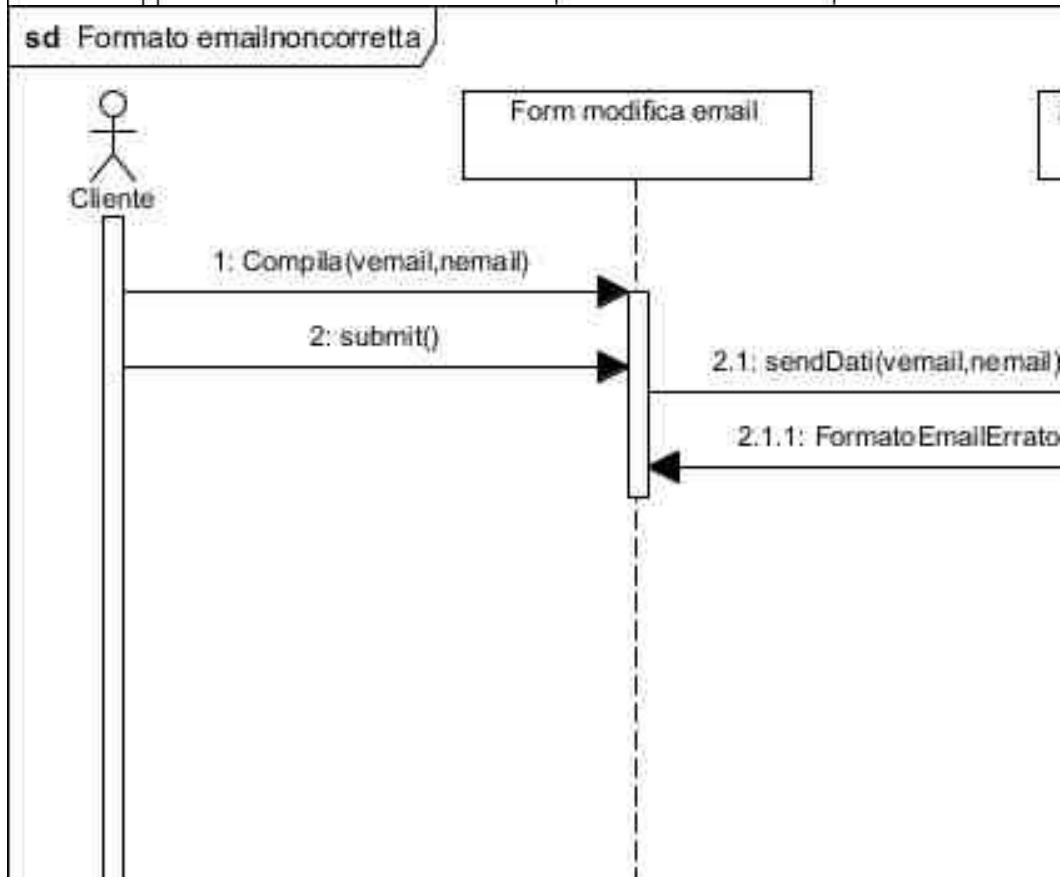 sd Formato emailnoncorretta
Form modifica email
Cliente
1: Compila(vemail,nemail)
2: submit()
2.1: sendDati(vemail,nemail)
2.1.1: FormatoEmailErrato